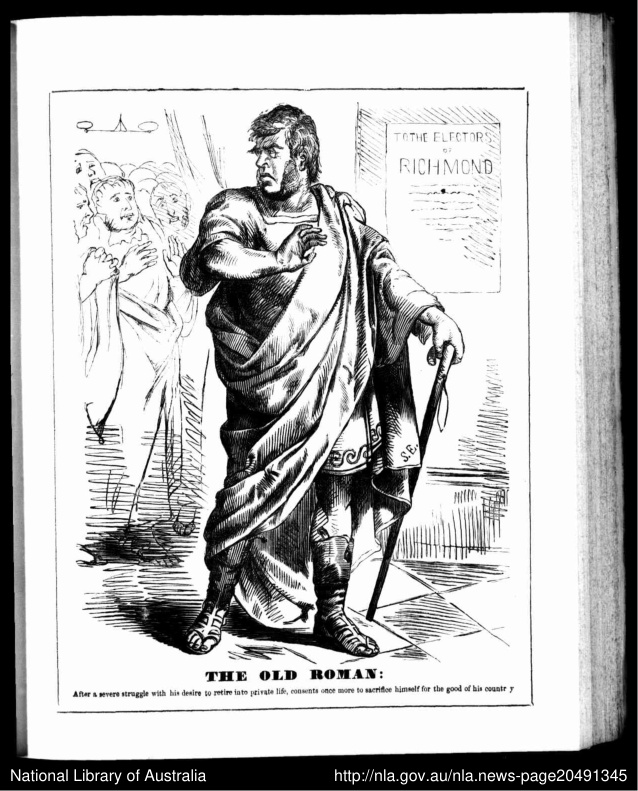 TO THE ELECTORS
OF
RICHMOND
S. E.
THE OLD ROMAN:
After a severe struggle with his desire to retire into private life, consents once more to sacrifice himself for the good of his countr y
National Library of Australia
http://nla.gov.au/nla.news-page20491345